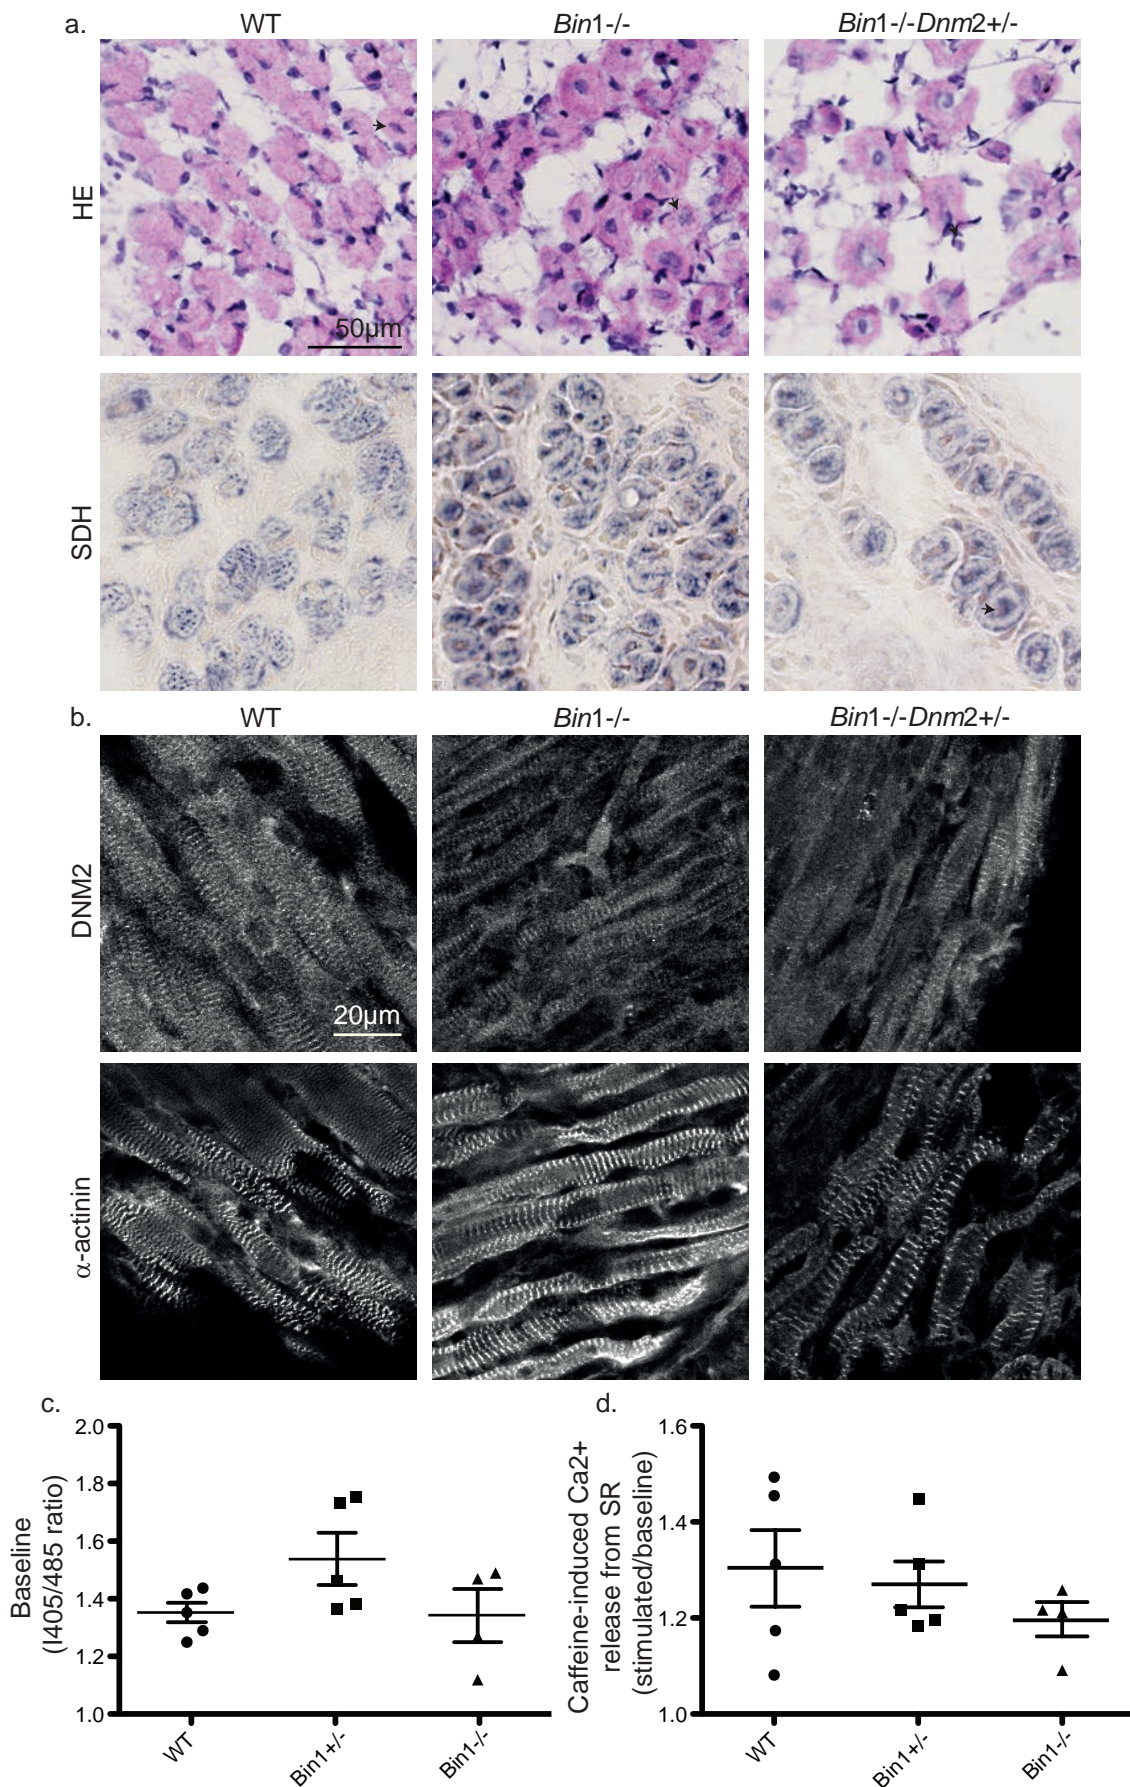 a.
WT
Bin1-/-
Bin1-/-Dnm2+/-
HE
50µm
SDH
b.
WT
Bin1-/-
Bin1-/-Dnm2+/-
DNM2
20µm
α-actinin
c.
Baseline
(I405/485 ratio)
2.0
1.8
1.6
1.4
1.2
1.0
WT
Bin1+/-
Bin1-/-
d.
Caffeine-induced Ca2+
release from SR
(stimulated/baseline)
1.6
1.4
1.2
1.0
WT
Bin1+/-
Bin1-/-